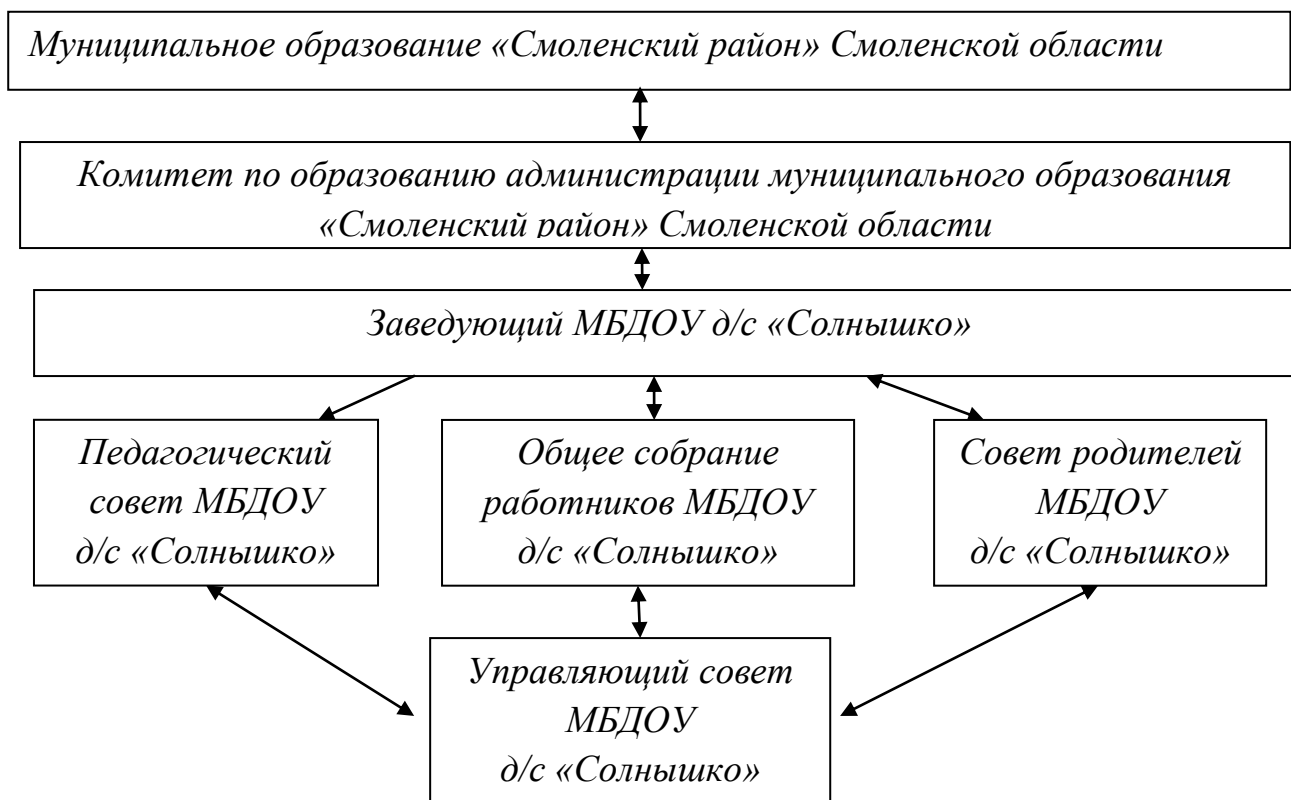 Муниципальное образование «Смоленский район» Смоленской области
Комитет по образованию администрации муниципального образования
«Смоленский район» Смоленской области
Заведующий МБДОУ д/с «Солнышко»
Педагогический
совет МБДОУ
д/с «Солнышко»
Общее собрание
работников МБДОУ
д/с «Солнышко»
Совет родителей
МБДОУ
д/с «Солнышко»
Управляющий совет
МБДОУ
д/с «Солнышко»